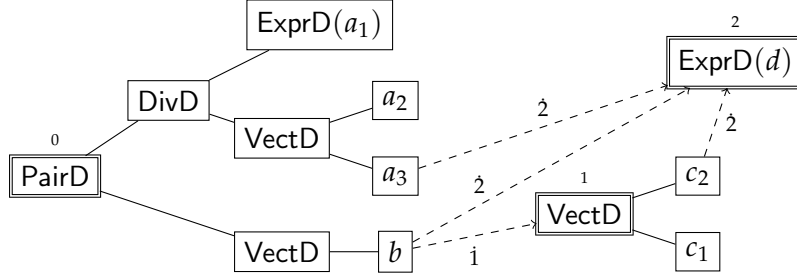 ExprD(a₁)
2
ExprD(d)
DivD
a₂
0
VectD
2̇
PairD
a₃
2̇
1
c₂
2̇
VectD
VectD
b
1̇
c₁